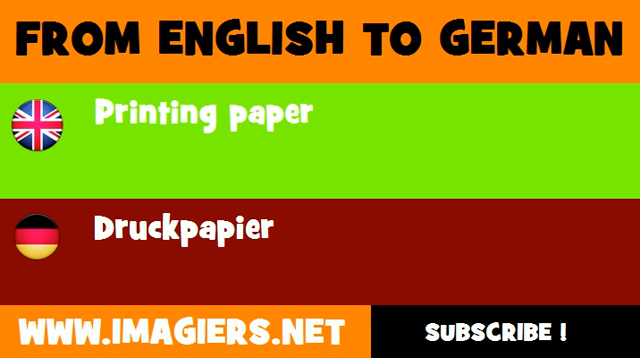 FROM ENGLISH TO GERMAN
Printing paper
Druckpapier
WWW.IMAGIERS.NET
SUBSCRIBE !